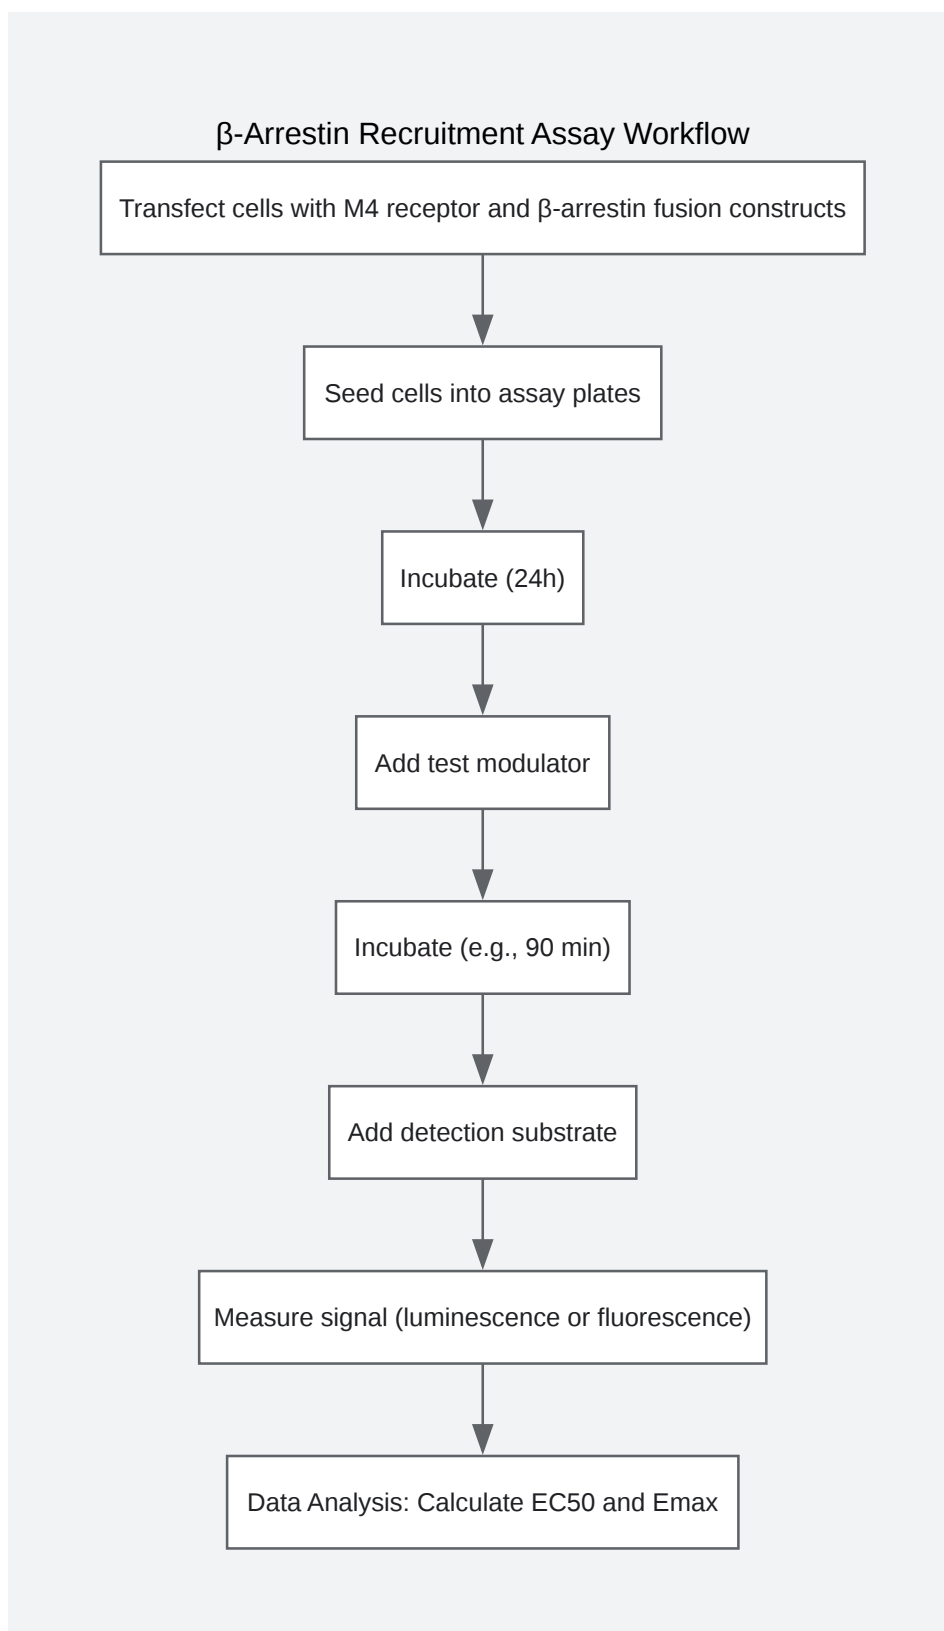 β-Arrestin Recruitment Assay Workflow
Transfect cells with M4 receptor and β-arrestin fusion constructs
Seed cells into assay plates
Incubate (24h)
Add test modulator
Incubate (e.g., 90 min)
Add detection substrate
Measure signal (luminescence or fluorescence)
Data Analysis: Calculate EC50 and Emax